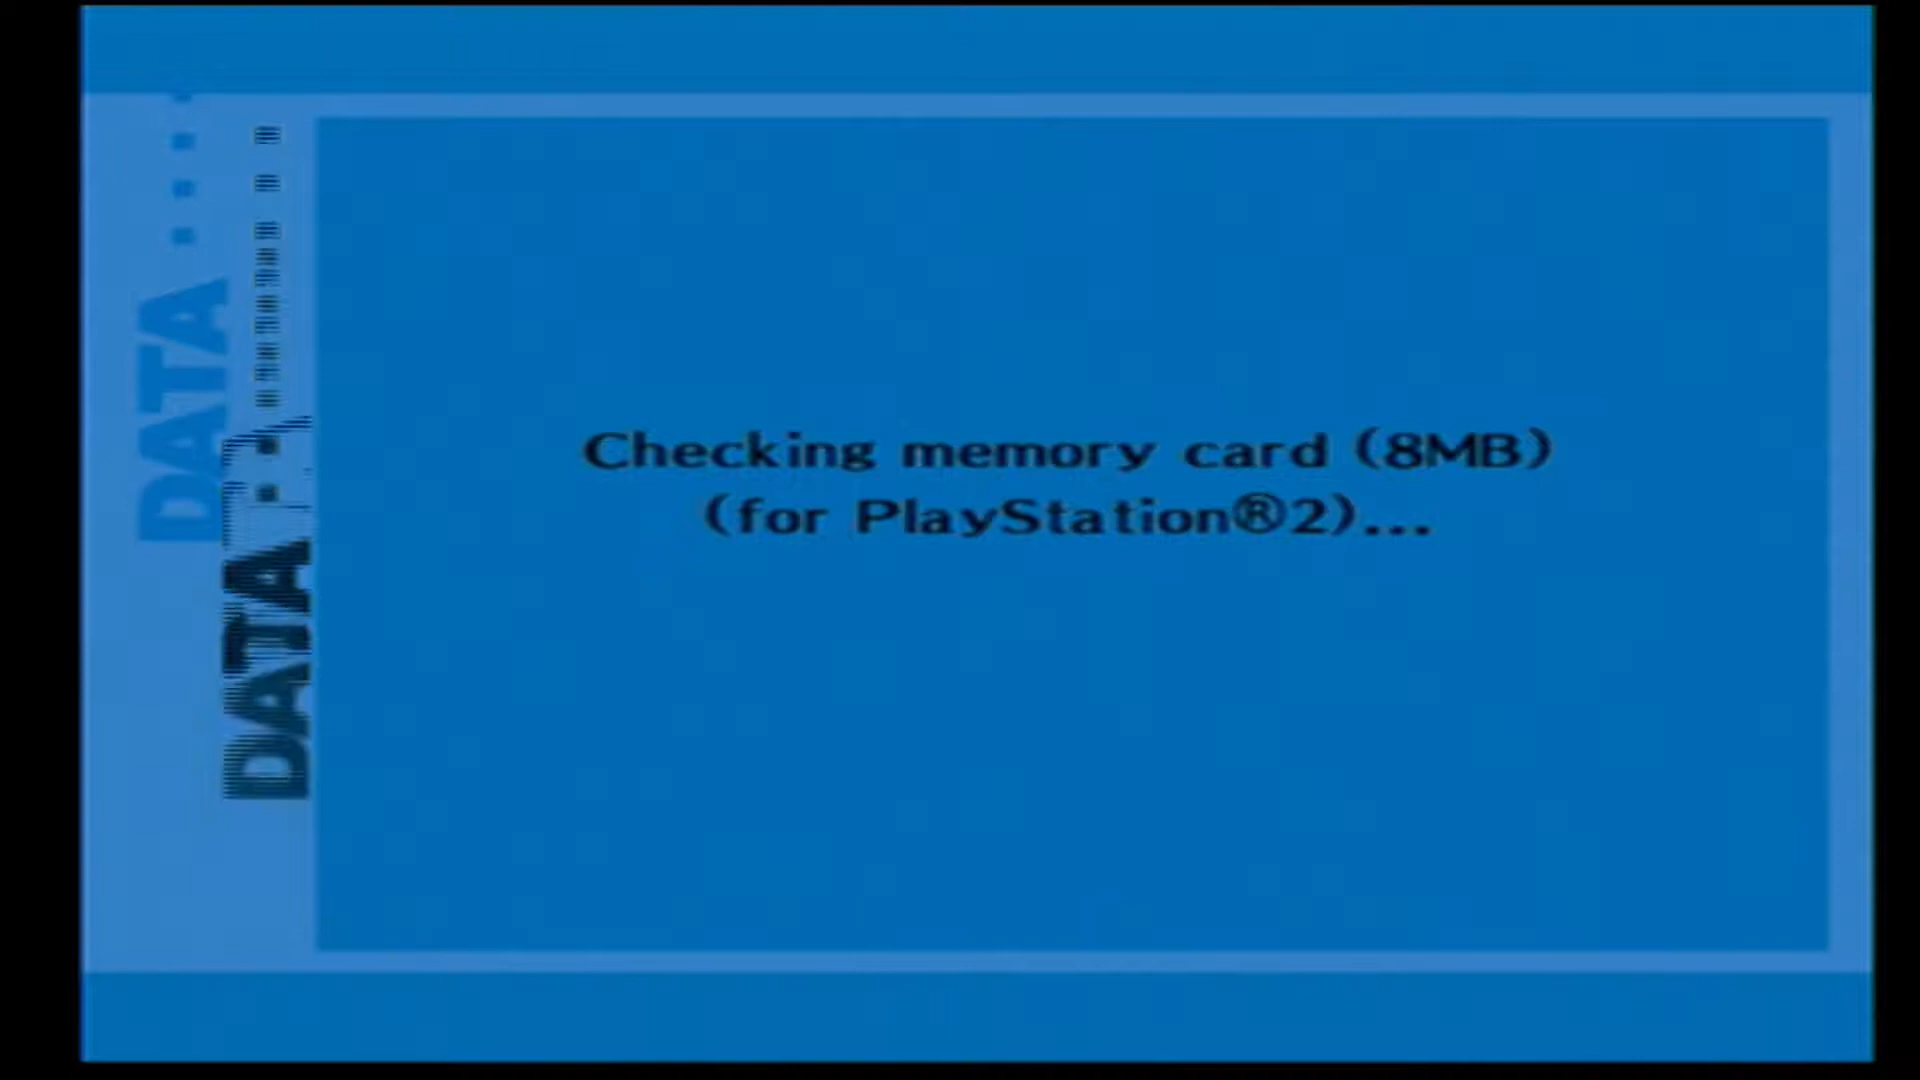 Checking memory card (8MB)
(for PlayStation®2)...
DATA....
DATA